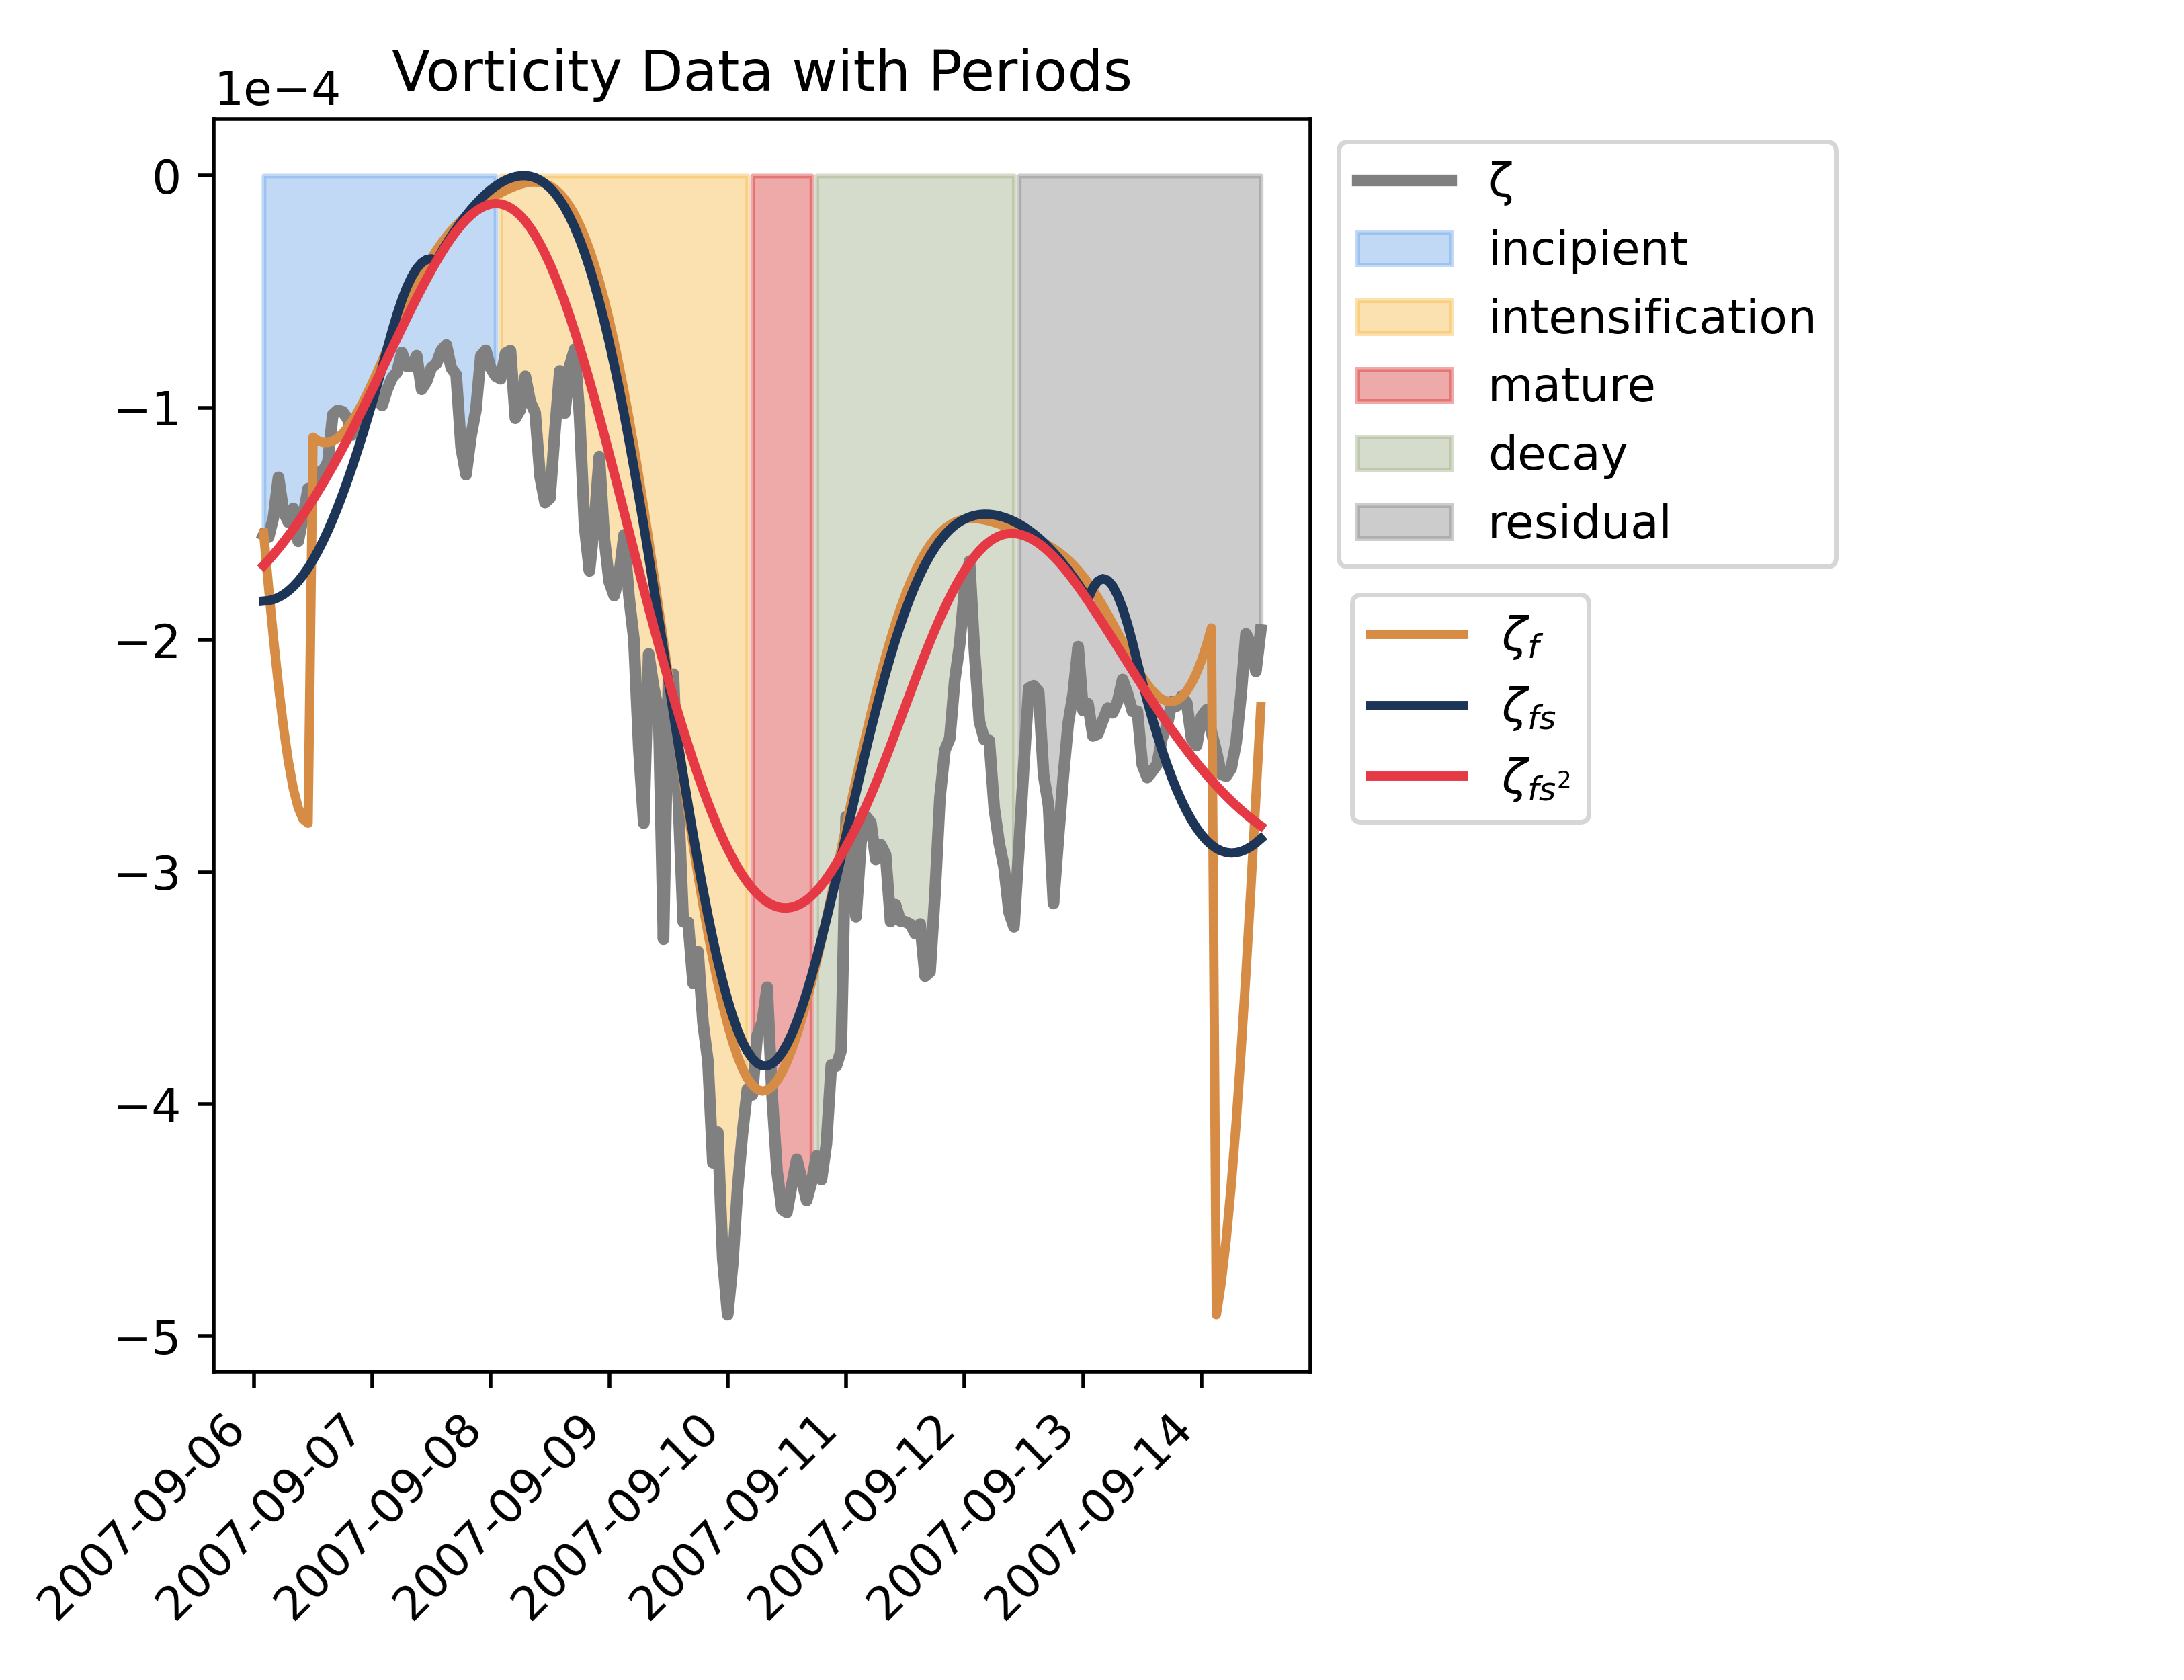 Vorticity Data with Periods
1e−4
0
−1
−2
−3
−4
−5
2007-09-06
2007-09-07
2007-09-08
2007-09-09
2007-09-10
2007-09-11
2007-09-12
2007-09-13
2007-09-14
ζ
incipient
intensification
mature
decay
residual
ζ_f
ζ_fs
ζ_fs²